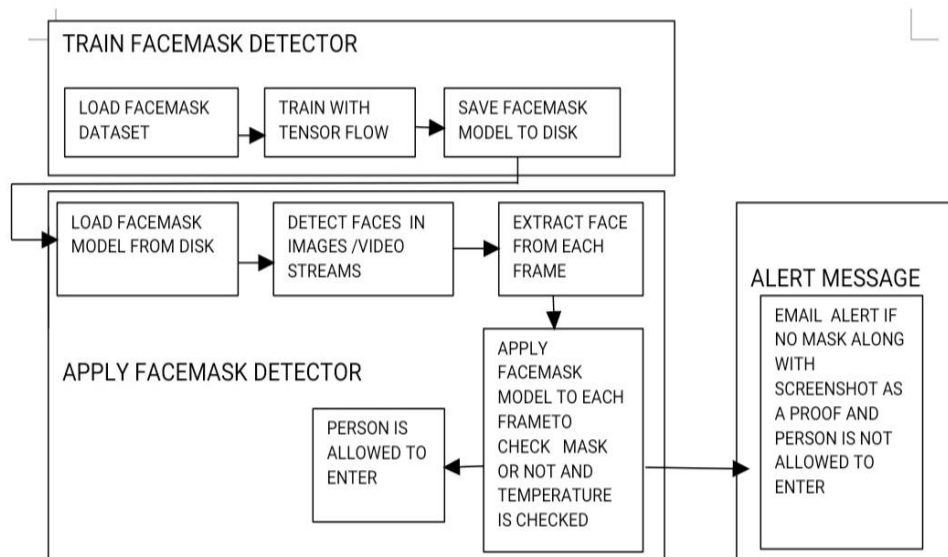 TRAIN FACEMASK DETECTOR
LOAD FACEMASK
DATASET
TRAIN WITH
TENSOR FLOW
SAVE FACEMASK
MODEL TO DISK
LOAD FACEMASK
MODEL FROM DISK
DETECT FACES IN
IMAGES /VIDEO
STREAMS
EXTRACT FACE
FROM EACH
FRAME
APPLY FACEMASK DETECTOR
APPLY
FACEMASK
MODEL TO EACH
FRAMETO
CHECK MASK
OR NOT AND
TEMPERATURE
IS CHECKED
PERSON IS
ALLOWED TO
ENTER
ALERT MESSAGE
EMAIL ALERT IF
NO MASK ALONG
WITH
SCREENSHOT AS
A PROOF AND
PERSON IS NOT
ALLOWED TO
ENTER